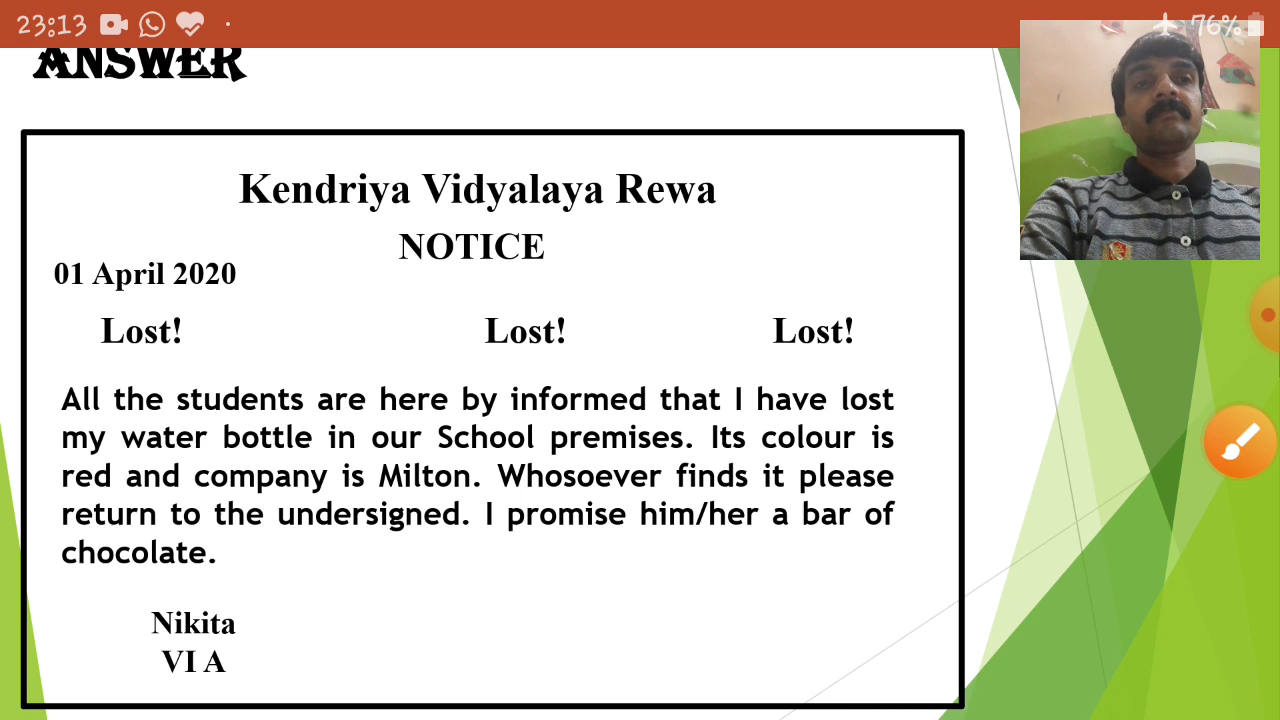 23:13 76%
ANSWER
Kendriya Vidyalaya Rewa
NOTICE
01 April 2020
Lost! Lost! Lost!
All the students are here by informed that I have lost
my water bottle in our School premises. Its colour is
red and company is Milton. Whosoever finds it please
return to the undersigned. I promise him/her a bar of
chocolate.
Nikita
VI A